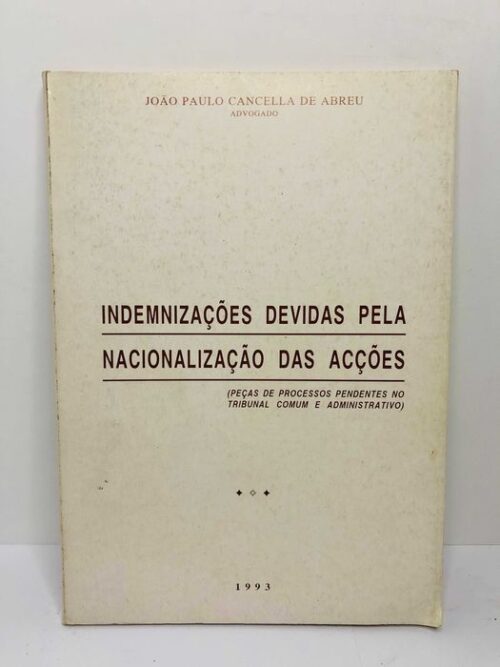 JOÃO PAULO CANCELLA DE ABREU
ADVOGADO
INDEMNIZAÇÕES DEVIDAS PELA
NACIONALIZAÇÃO DAS ACÇÕES
(PEÇAS DE PROCESSOS PENDENTES NO
TRIBUNAL COMUM E ADMINISTRATIVO)
1993